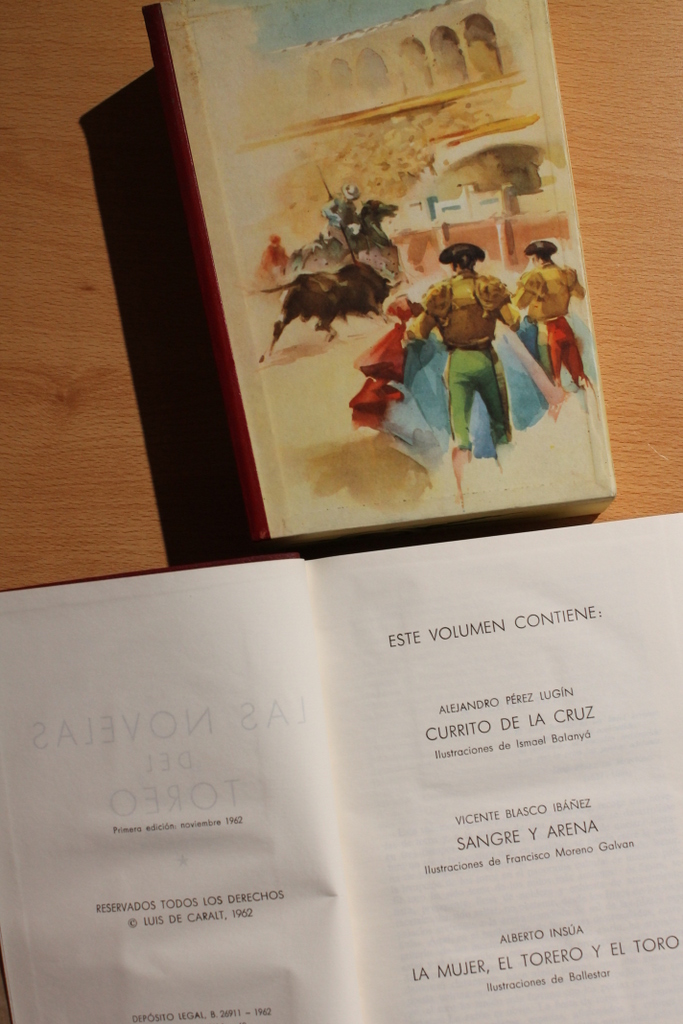 LAS NOVELAS
DEL
TOREO
Primera edición: noviembre 1962
RESERVADOS TODOS LOS DERECHOS
© LUIS DE CARALT, 1962
DEPÓSITO LEGAL, B. 26911 – 1962
ESTE VOLUMEN CONTIENE:
ALEJANDRO PÉREZ LUGÍN
CURRITO DE LA CRUZ
Ilustraciones de Ismael Balanyá
VICENTE BLASCO IBÁÑEZ
SANGRE Y ARENA
Ilustraciones de Francisco Moreno Galvan
ALBERTO INSÚA
LA MUJER, EL TORERO Y EL TORO
Ilustraciones de Ballestar